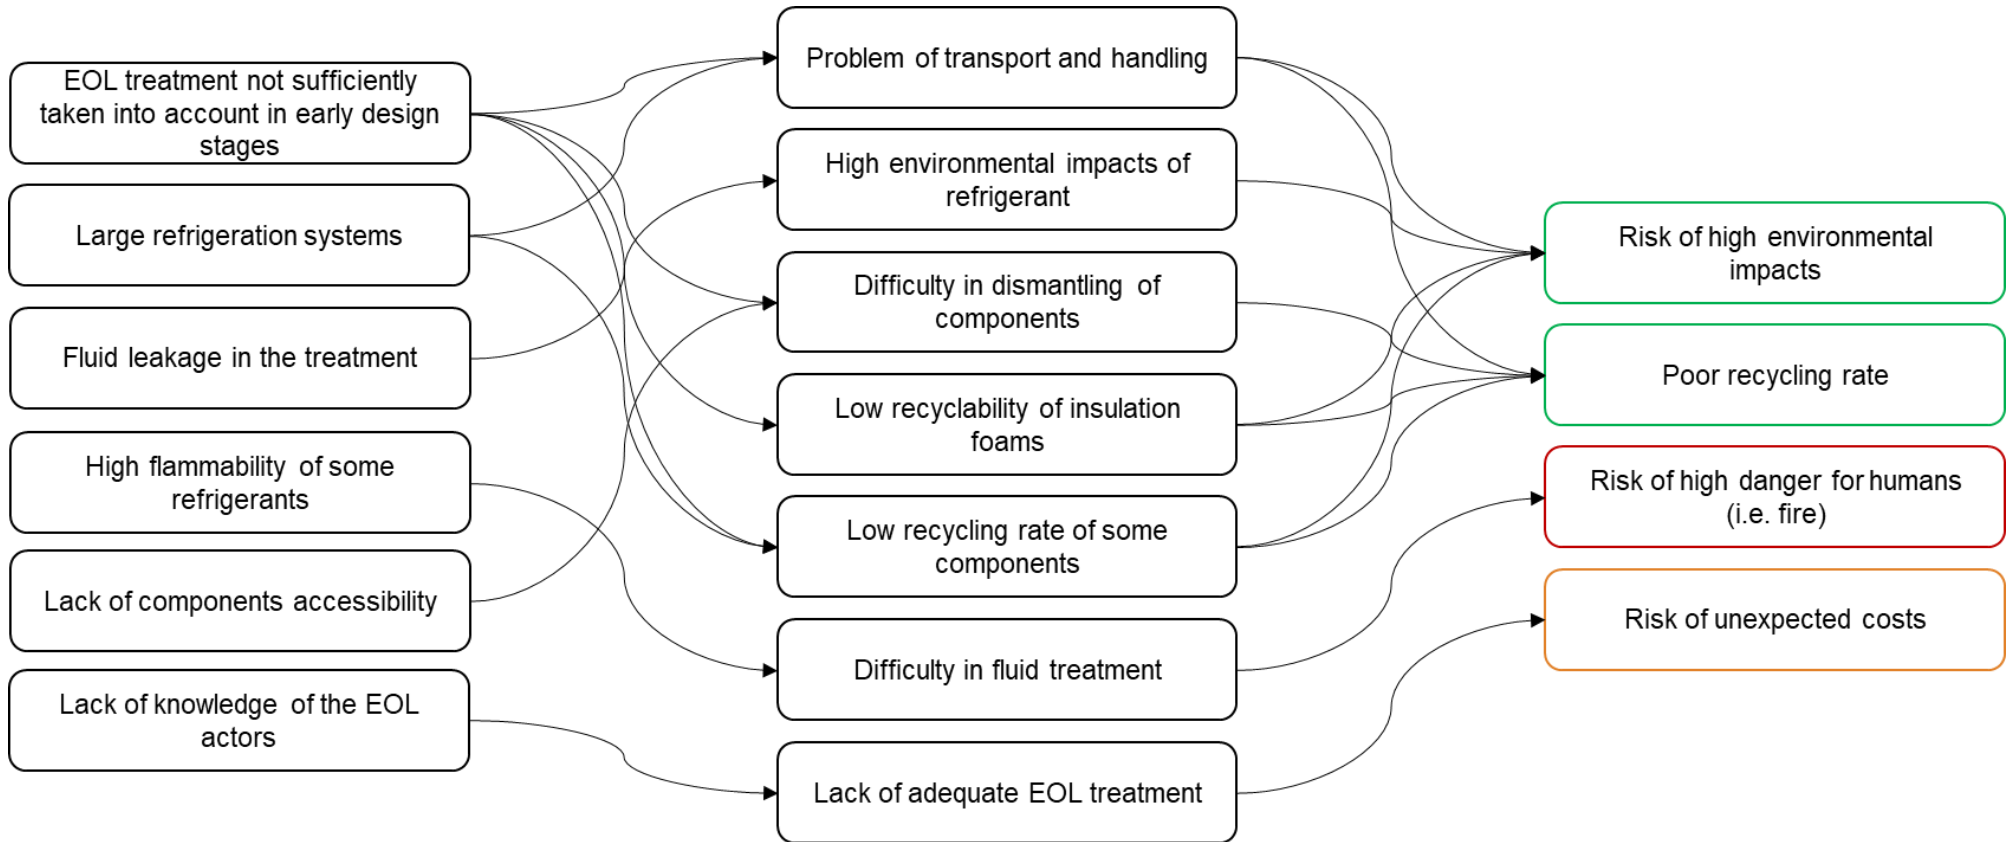 EOL treatment not sufficiently
taken into account in early design
stages
Large refrigeration systems
Fluid leakage in the treatment
High flammability of some
refrigerants
Lack of components accessibility
Lack of knowledge of the EOL
actors
Problem of transport and handling
High environmental impacts of
refrigerant
Difficulty in dismantling of
components
Low recyclability of insulation
foams
Low recycling rate of some
components
Difficulty in fluid treatment
Lack of adequate EOL treatment
Risk of high environmental
impacts
Poor recycling rate
Risk of high danger for humans
(i.e. fire)
Risk of unexpected costs